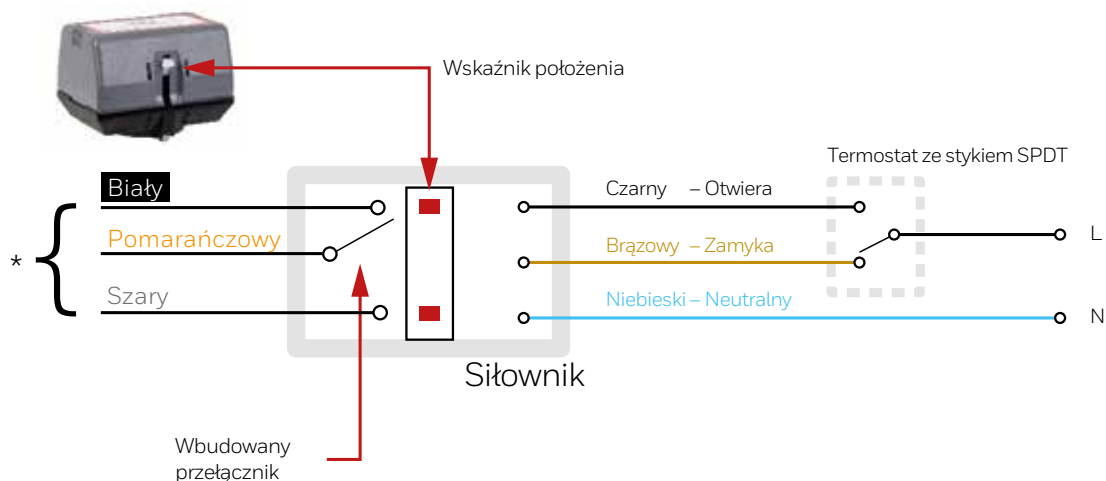 Wskaźnik położenia
Termostat ze stykiem SPDT
Biały
Czarny – Otwiera
L
Pomarańczowy
*
Brązowy – Zamyka
Szary
Niebieski – Neutralny
N
Siłownik
Wbudowany
przełącznik